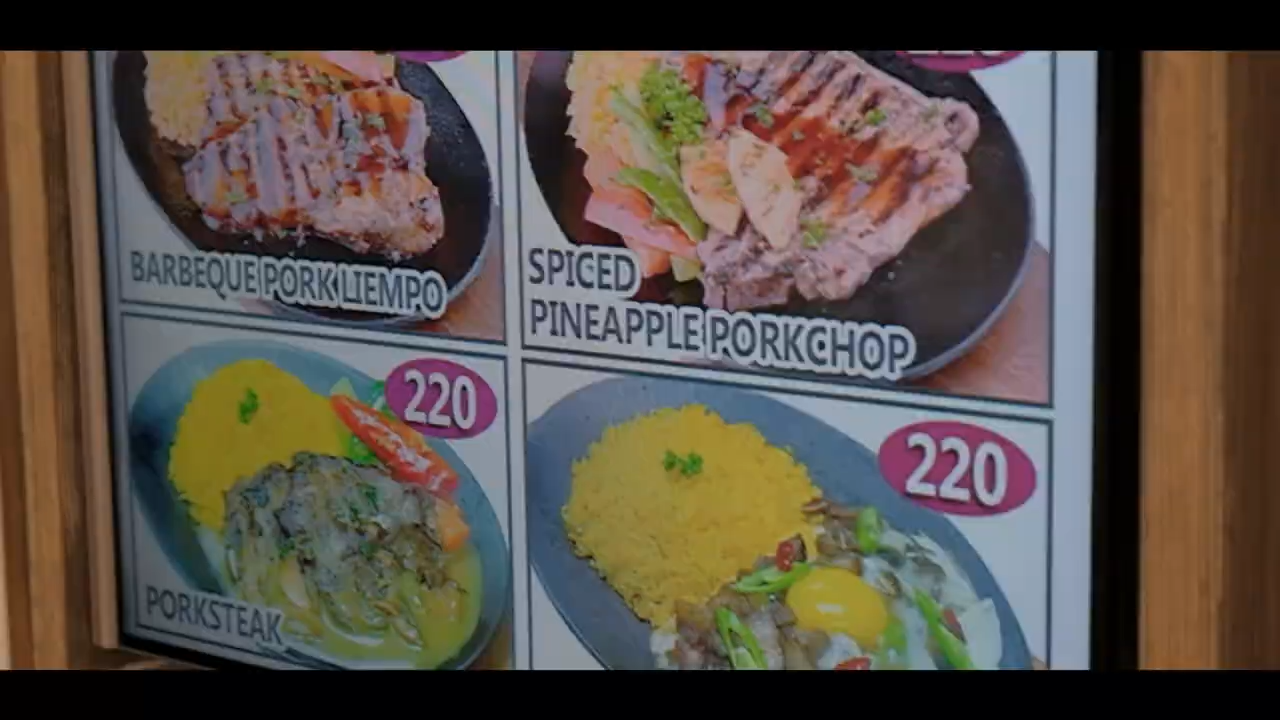 BARBEQUE PORK LIEMPO
SPICED
PINEAPPLE PORKCHOP
220
PORKSTEAK
220